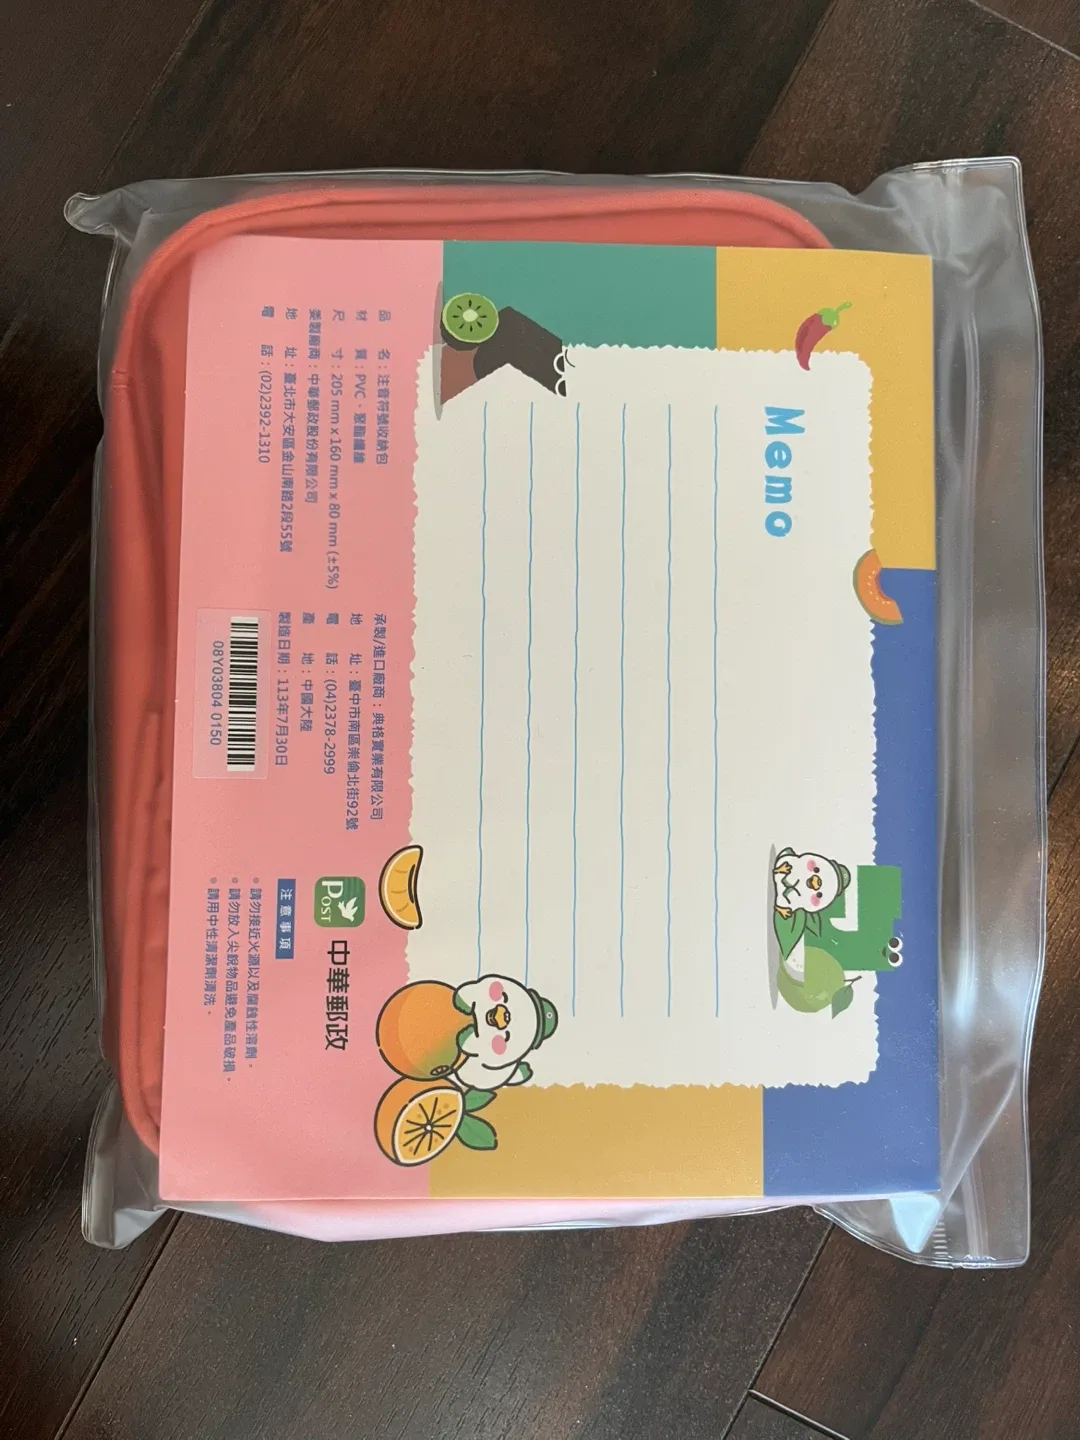 Memo
品　　名：注音符號收納包
材　　質：PVC、聚酯纖維
尺　　寸：205 mm x 160 mm x 80 mm (±5%)
委製廠商：中華郵政股份有限公司
地　　址：臺北市大安區金山南路2段55號
電　　話：(02)2392-1310
承製/進口廠商：典格實業有限公司
地　　址：臺中市南區崇倫北街92號
電　　話：(04)2378-2999
產　　地：中國大陸
製造日期：113年7月30日
08Y03804 0150
POST 中華郵政
注意事項
• 請勿接近火源以及腐蝕性溶劑。
• 請勿放入尖銳物品避免產品破損。
• 請用中性清潔劑清洗。